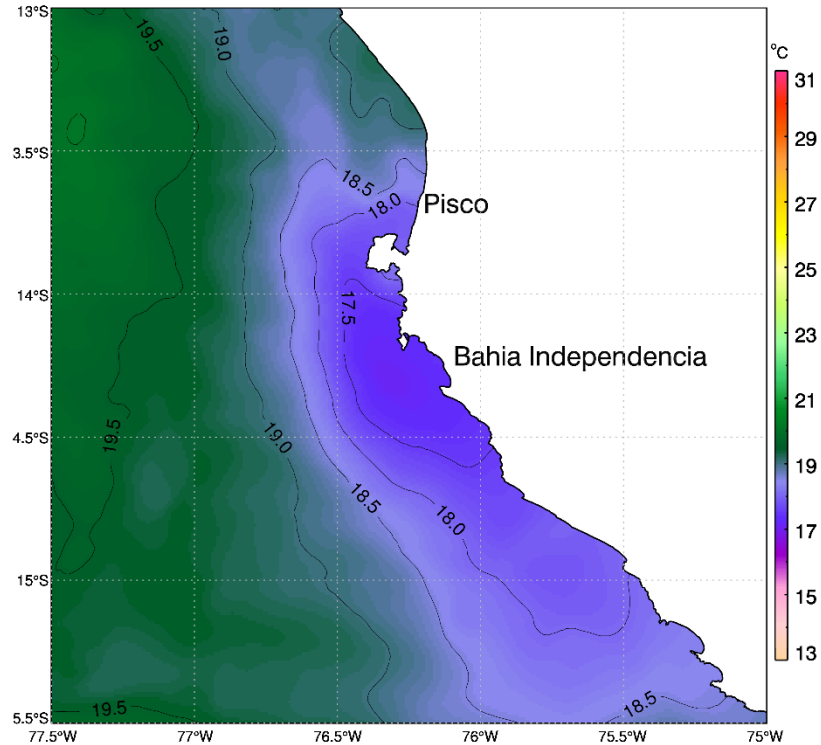 13°S
3.5°S
14°S
4.5°S
15°S
5.5°S
77.5°W
77°W
76.5°W
76°W
75.5°W
75°W
19.5
19.0
18.5
18.0
Pisco
17.5
Bahia Independencia
19.5
19.0
18.5
18.0
19.5
18.5
°C
31
29
27
25
23
21
19
17
15
13